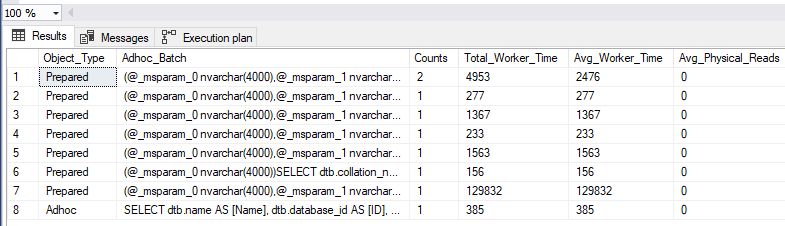 100 %
Results Messages Execution plan
Object_Type Adhoc_Batch Counts Total_Worker_Time Avg_Worker_Time Avg_Physical_Reads
1 Prepared (@_msparam_0 nvarchar(4000),@_msparam_1 nvarchar... 2 4953 2476 0
2 Prepared (@_msparam_0 nvarchar(4000),@_msparam_1 nvarchar... 1 277 277 0
3 Prepared (@_msparam_0 nvarchar(4000),@_msparam_1 nvarchar... 1 1367 1367 0
4 Prepared (@_msparam_0 nvarchar(4000),@_msparam_1 nvarchar... 1 233 233 0
5 Prepared (@_msparam_0 nvarchar(4000),@_msparam_1 nvarchar... 1 1563 1563 0
6 Prepared (@_msparam_0 nvarchar(4000))SELECT dtb.collation_n... 1 156 156 0
7 Prepared (@_msparam_0 nvarchar(4000),@_msparam_1 nvarchar... 1 129832 129832 0
8 Adhoc SELECT dtb.name AS [Name], dtb.database_id AS [ID], ... 1 385 385 0